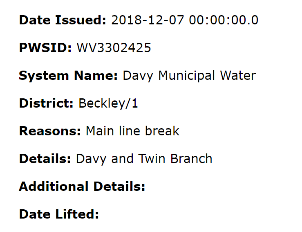 Date Issued: 2018-12-07 00:00:00.0
PWSID: WV3302425
System Name: Davy Municipal Water
District: Beckley/1
Reasons: Main line break
Details: Davy and Twin Branch
Additional Details:
Date Lifted: